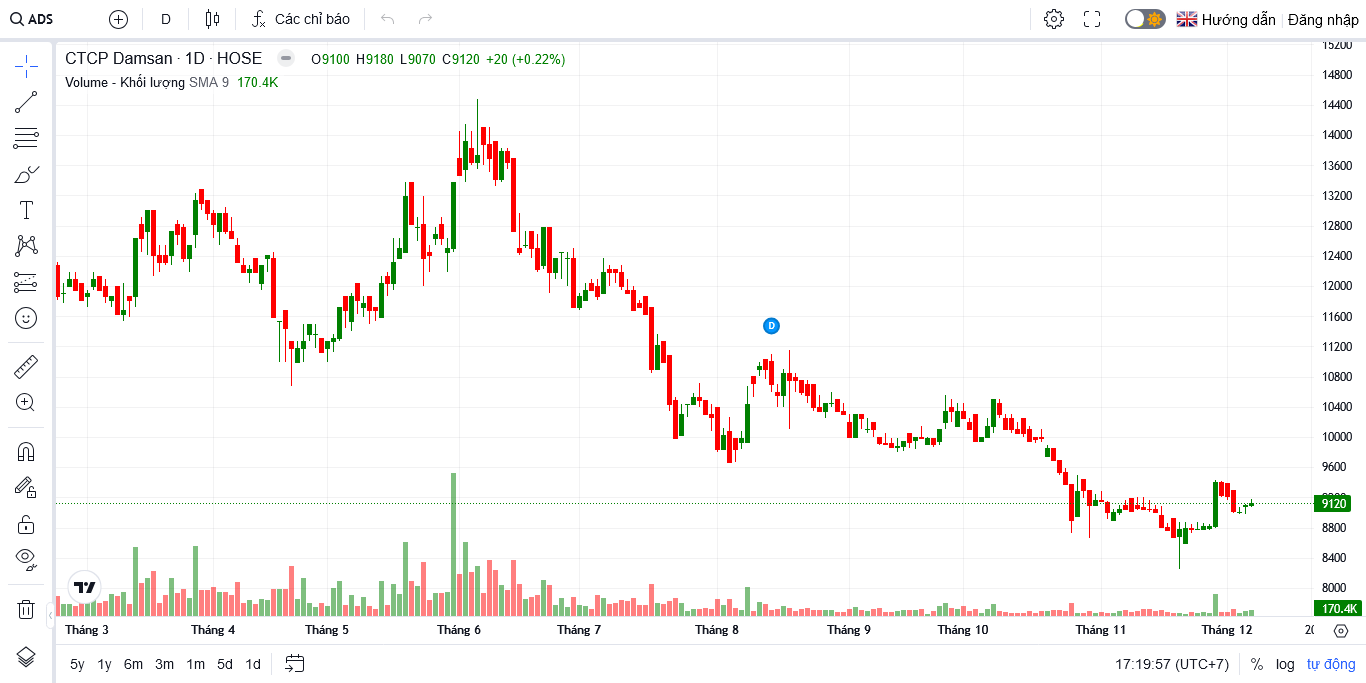 ADS D Các chỉ báo Hướng dẫn Đăng nhập
CTCP Damsan · 1D · HOSE O9100 H9180 L9070 C9120 +20 (+0.22%)
Volume - Khối lượng SMA 9 170.4K
15200
14800
14400
14000
13600
13200
12800
12400
12000
11600
11200
10800
10400
10000
9600
9120
8800
8400
8000
170.4K
D
Tháng 3 Tháng 4 Tháng 5 Tháng 6 Tháng 7 Tháng 8 Tháng 9 Tháng 10 Tháng 11 Tháng 12
5y 1y 6m 3m 1m 5d 1d 17:19:57 (UTC+7) % log tự động